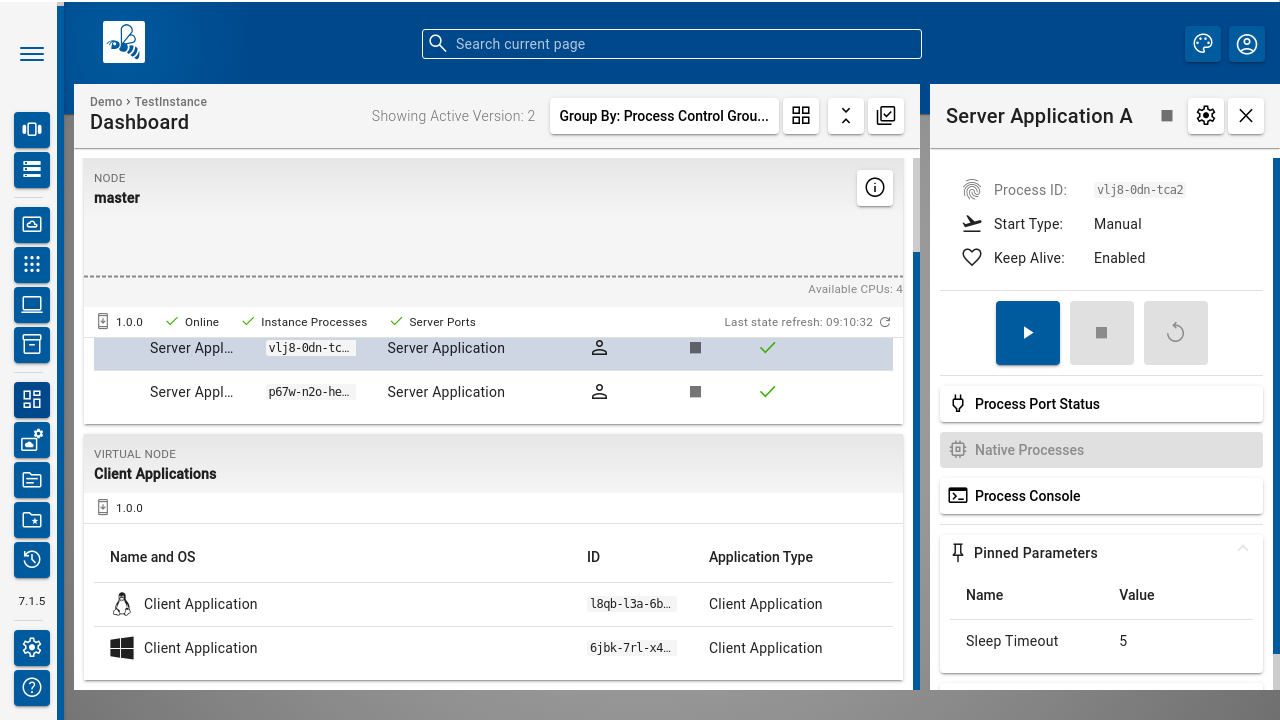 Search current page
Demo › TestInstance
Dashboard
Showing Active Version: 2
Group By: Process Control Grou...
NODE
master
Available CPUs: 4
1.0.0
Online
Instance Processes
Server Ports
Last state refresh: 09:10:32
Server Appl... vlj8-0dn-tc… Server Application
Server Appl... p67w-n2o-he… Server Application
VIRTUAL NODE
Client Applications
1.0.0
Name and OS ID Application Type
Client Application l8qb-l3a-6b… Client Application
Client Application 6jbk-7rl-x4… Client Application
Server Application A
Process ID: vlj8-0dn-tca2
Start Type: Manual
Keep Alive: Enabled
Process Port Status
Native Processes
Process Console
Pinned Parameters
Name Value
Sleep Timeout 5
7.1.5